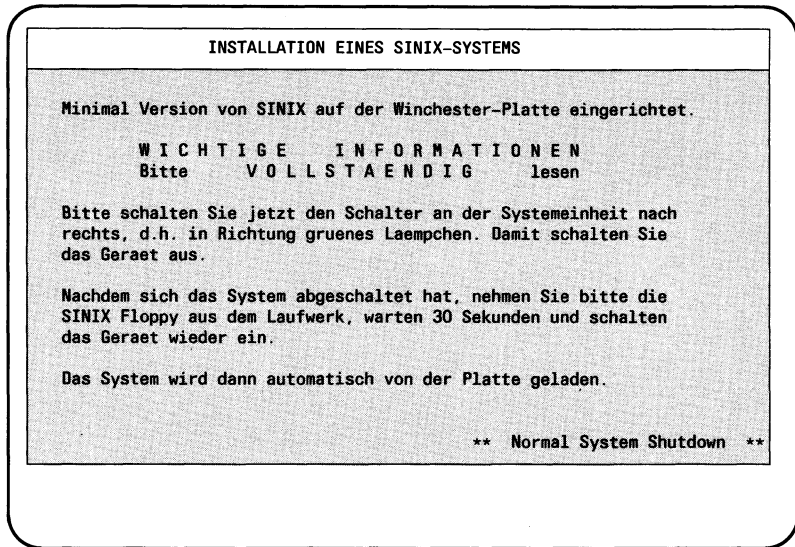 INSTALLATION EINES SINIX-SYSTEMS
Minimal Version von SINIX auf der Winchester-Platte eingerichtet.
W I C H T I G E I N F O R M A T I O N E N
Bitte V O L L S T A E N D I G lesen
Bitte schalten Sie jetzt den Schalter an der Systemeinheit nach
rechts, d.h. in Richtung gruenes Laempchen. Damit schalten Sie
das Geraet aus.
Nachdem sich das System abgeschaltet hat, nehmen Sie bitte die
SINIX Floppy aus dem Laufwerk, warten 30 Sekunden und schalten
das Geraet wieder ein.
Das System wird dann automatisch von der Platte geladen.
** Normal System Shutdown **